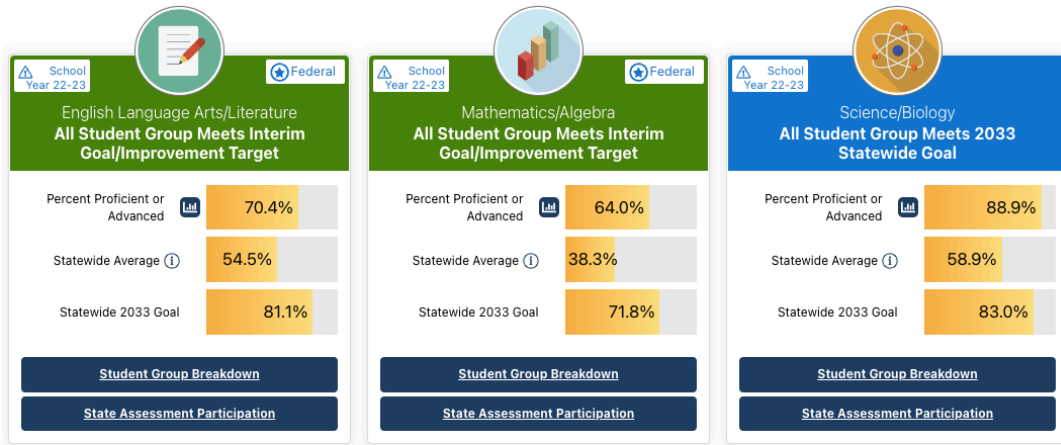 School
Year 22-23
Federal
English Language Arts/Literature
All Student Group Meets Interim
Goal/Improvement Target
Percent Proficient or
Advanced
70.4%
Statewide Average
54.5%
Statewide 2033 Goal
81.1%
Student Group Breakdown
State Assessment Participation
School
Year 22-23
Federal
Mathematics/Algebra
All Student Group Meets Interim
Goal/Improvement Target
Percent Proficient or
Advanced
64.0%
Statewide Average
38.3%
Statewide 2033 Goal
71.8%
Student Group Breakdown
State Assessment Participation
School
Year 22-23
Science/Biology
All Student Group Meets 2033
Statewide Goal
Percent Proficient or
Advanced
88.9%
Statewide Average
58.9%
Statewide 2033 Goal
83.0%
Student Group Breakdown
State Assessment Participation